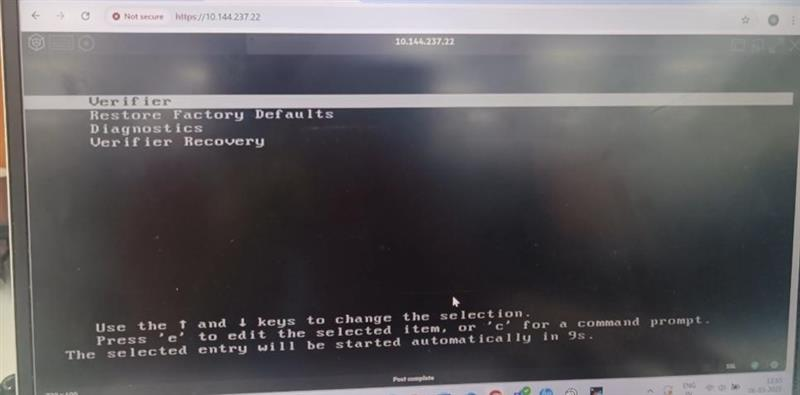 Not secure https://10.144.237.22
10.144.237.22
Verifier
Restore Factory Defaults
Diagnostics
Verifier Recovery
Use the ↑ and ↓ keys to change the selection.
Press 'e' to edit the selected item, or 'c' for a command prompt.
The selected entry will be started automatically in 9s.
SSL
Post complete
ENG